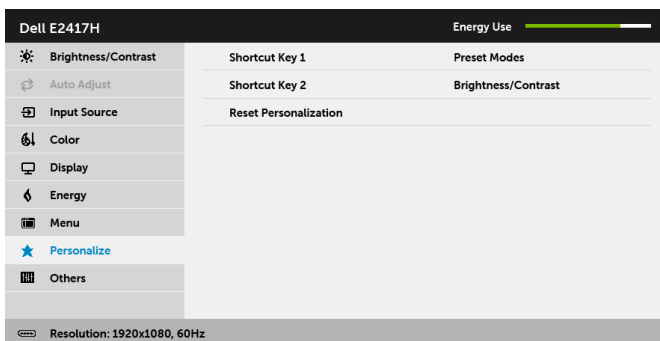 Dell E2417H Energy Use
Brightness/Contrast Shortcut Key 1 Preset Modes
Auto Adjust Shortcut Key 2 Brightness/Contrast
Input Source Reset Personalization
Color
Display
Energy
Menu
Personalize
Others
Resolution: 1920x1080, 60Hz